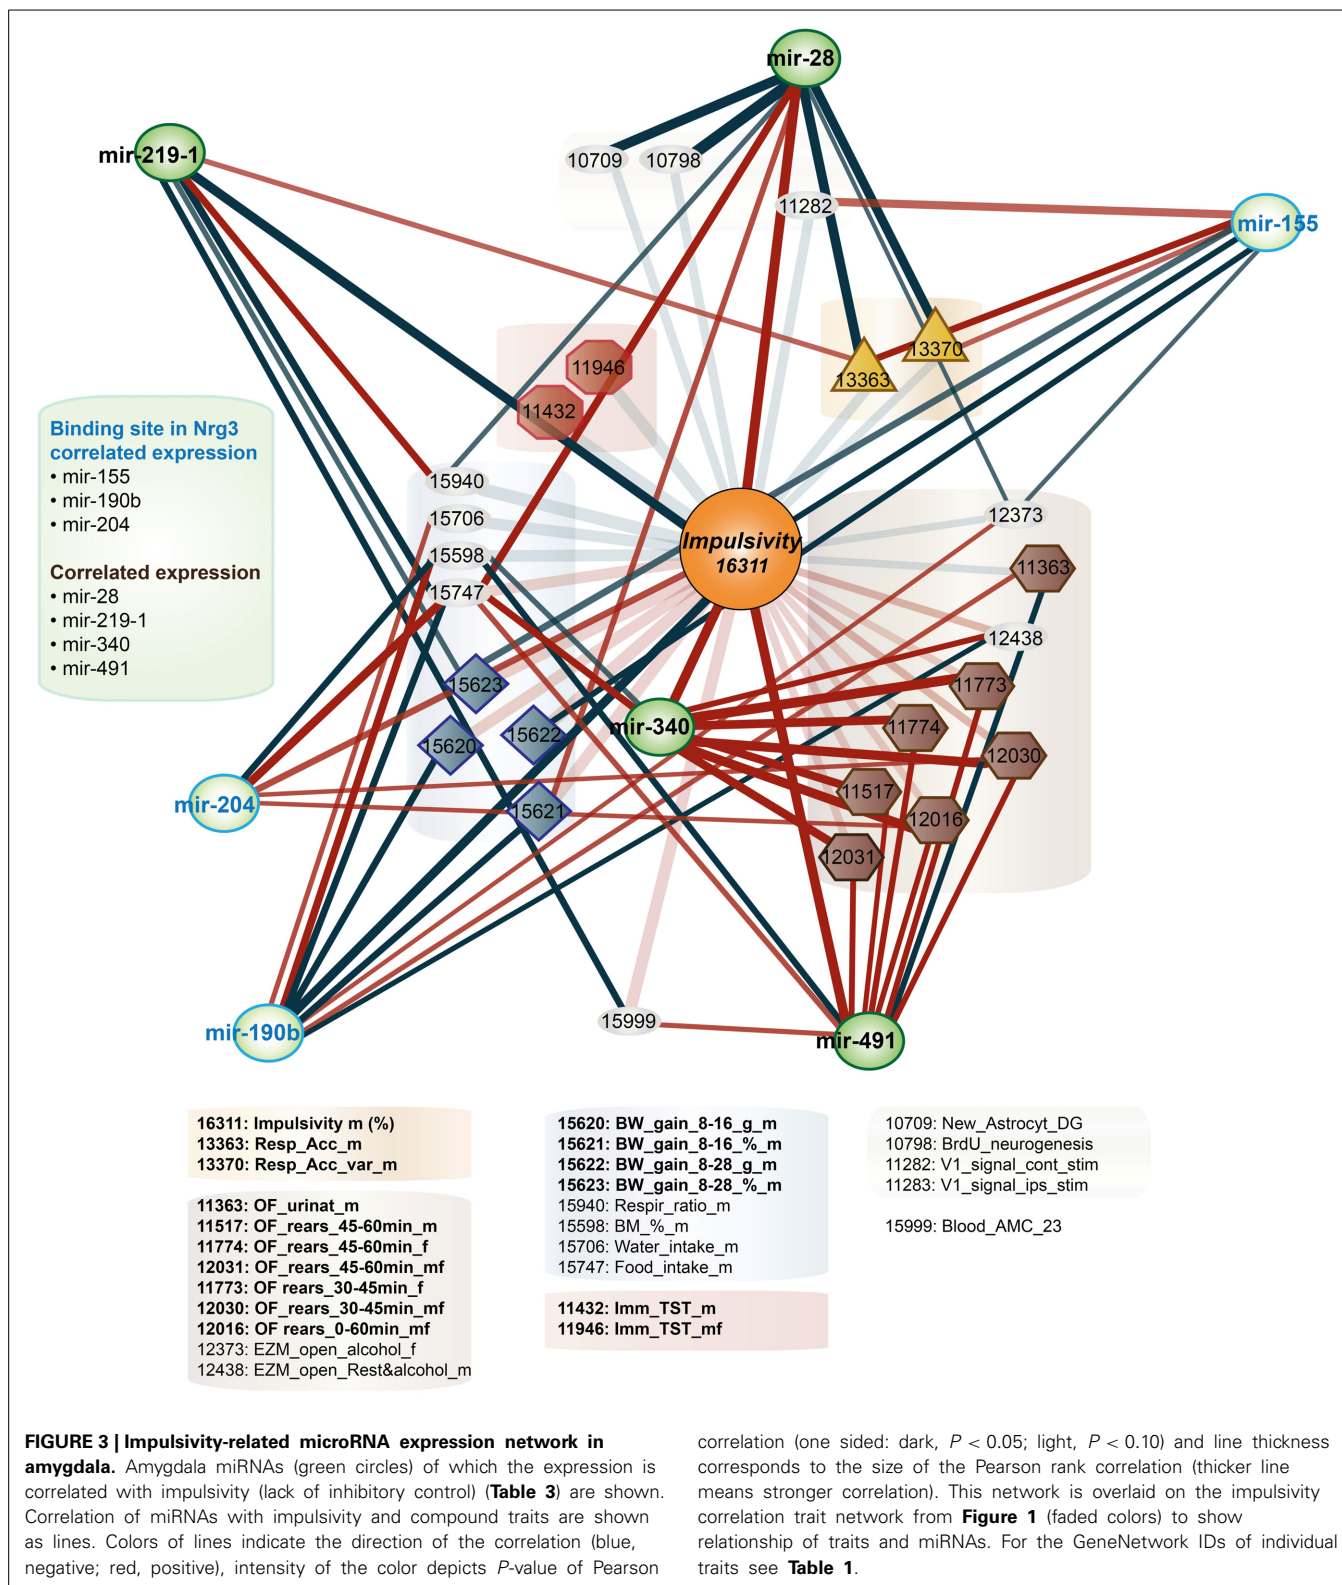 mir-28
mir-219-1
10709
10798
11282
mir-155
11946
13370
13363
11432
Binding site in Nrg3
correlated expression
• mir-155
• mir-190b
• mir-204
Correlated expression
• mir-28
• mir-219-1
• mir-340
• mir-491
15940
15706
15598
15747
Impulsivity
16311
12373
11363
12438
15623
11773
15620
15622
mir-340
11774
12030
mir-204
15621
11517
12016
12031
mir-190b
15999
mir-491
16311: Impulsivity m (%)
13363: Resp_Acc_m
13370: Resp_Acc_var_m
11363: OF_urinat_m
11517: OF_rears_45-60min_m
11774: OF_rears_45-60min_f
12031: OF_rears_45-60min_mf
11773: OF rears_30-45min_f
12030: OF_rears_30-45min_mf
12016: OF rears_0-60min_mf
12373: EZM_open_alcohol_f
12438: EZM_open_Rest&alcohol_m
15620: BW_gain_8-16_g_m
15621: BW_gain_8-16_%_m
15622: BW_gain_8-28_g_m
15623: BW_gain_8-28_%_m
15940: Respir_ratio_m
15598: BM_%_m
15706: Water_intake_m
15747: Food_intake_m
11432: Imm_TST_m
11946: Imm_TST_mf
10709: New_Astrocyt_DG
10798: BrdU_neurogenesis
11282: V1_signal_cont_stim
11283: V1_signal_ips_stim
15999: Blood_AMC_23
FIGURE 3 | Impulsivity-related microRNA expression network in
amygdala. Amygdala miRNAs (green circles) of which the expression is
correlated with impulsivity (lack of inhibitory control) (Table 3) are shown.
Correlation of miRNAs with impulsivity and compound traits are shown
as lines. Colors of lines indicate the direction of the correlation (blue,
negative; red, positive), intensity of the color depicts P-value of Pearson
correlation (one sided: dark, P < 0.05; light, P < 0.10) and line thickness
corresponds to the size of the Pearson rank correlation (thicker line
means stronger correlation). This network is overlaid on the impulsivity
correlation trait network from Figure 1 (faded colors) to show
relationship of traits and miRNAs. For the GeneNetwork IDs of individual
traits see Table 1.